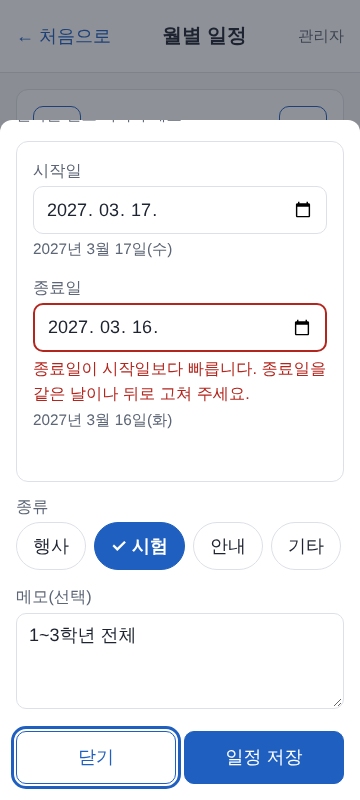 ← 처음으로
월별 일정
관리자
시작일
2027. 03. 17.
2027년 3월 17일(수)
종료일
2027. 03. 16.
종료일이 시작일보다 빠릅니다. 종료일을
같은 날이나 뒤로 고쳐 주세요.
2027년 3월 16일(화)
종류
행사
✓ 시험
안내
기타
메모(선택)
1~3학년 전체
닫기
일정 저장